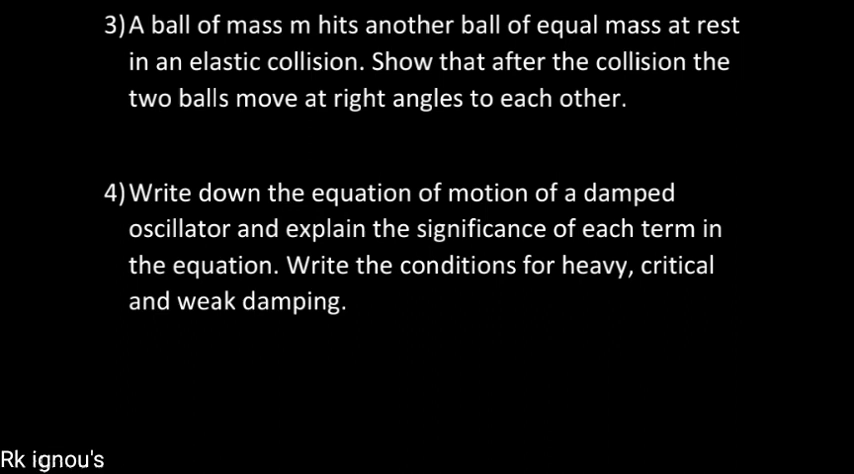 3)A ball of mass m hits another ball of equal mass at rest
in an elastic collision. Show that after the collision the
two balls move at right angles to each other.
4)Write down the equation of motion of a damped
oscillator and explain the significance of each term in
the equation. Write the conditions for heavy, critical
and weak damping.
Rk ignou's